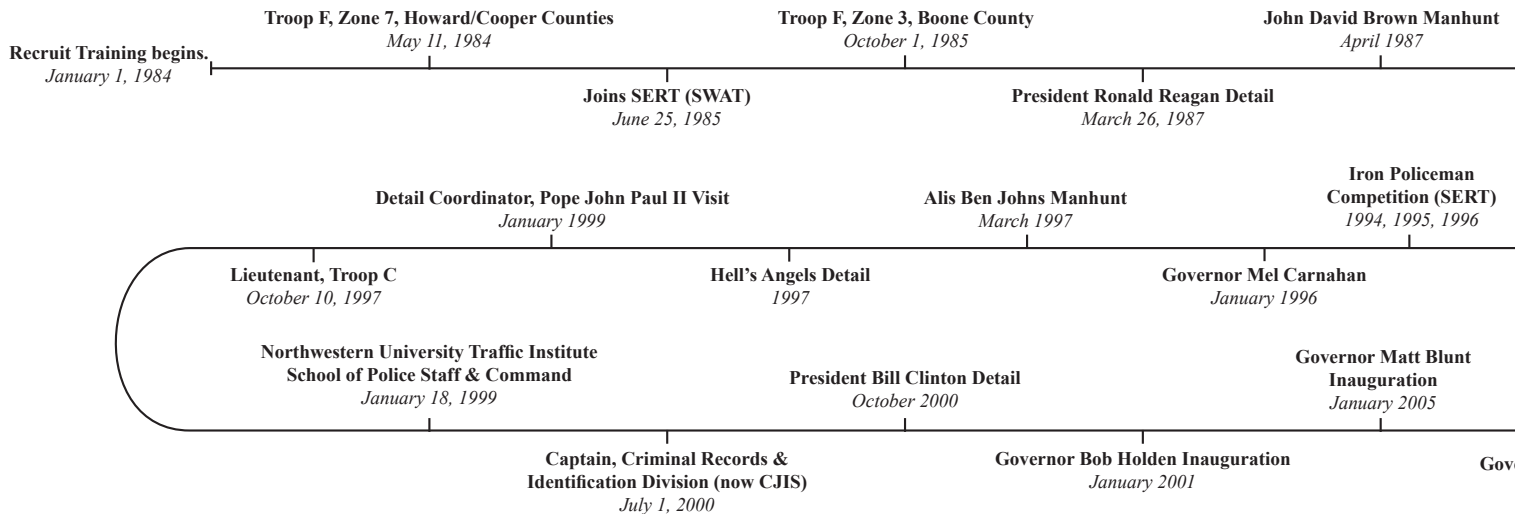 Troop F, Zone 7, Howard/Cooper Counties
May 11, 1984
Troop F, Zone 3, Boone County
October 1, 1985
John David Brown Manhunt
April 1987
Recruit Training begins.
January 1, 1984
Joins SERT (SWAT)
June 25, 1985
President Ronald Reagan Detail
March 26, 1987
Detail Coordinator, Pope John Paul II Visit
January 1999
Alis Ben Johns Manhunt
March 1997
Iron Policeman
Competition (SERT)
1994, 1995, 1996
Lieutenant, Troop C
October 10, 1997
Hell's Angels Detail
1997
Governor Mel Carnahan
January 1996
Northwestern University Traffic Institute
School of Police Staff & Command
January 18, 1999
President Bill Clinton Detail
October 2000
Governor Matt Blunt
Inauguration
January 2005
Captain, Criminal Records &
Identification Division (now CJIS)
July 1, 2000
Governor Bob Holden Inauguration
January 2001